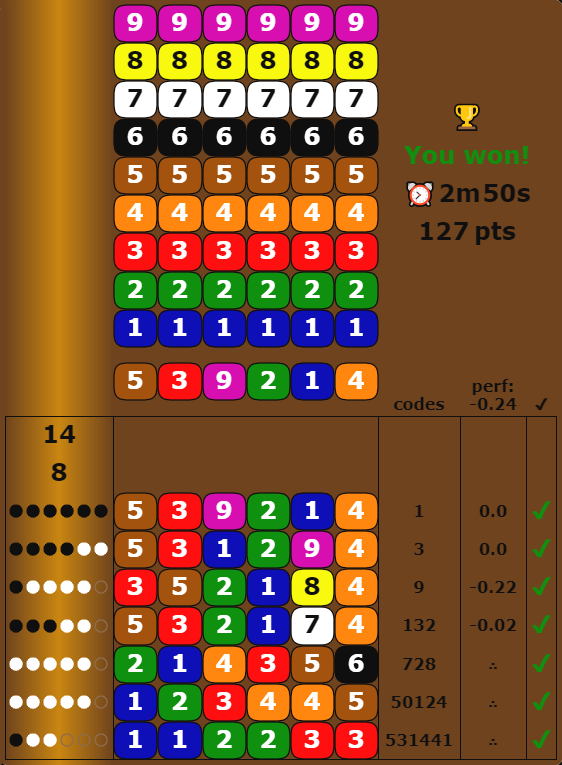 9 9 9 9 9 9
8 8 8 8 8 8
7 7 7 7 7 7
6 6 6 6 6 6
5 5 5 5 5 5
4 4 4 4 4 4
3 3 3 3 3 3
2 2 2 2 2 2
1 1 1 1 1 1
You won!
2m50s
127 pts
5 3 9 2 1 4
codes perf: -0.24 ✓
14
8
5 3 9 2 1 4 1 0.0 ✓
5 3 1 2 9 4 3 0.0 ✓
3 5 2 1 8 4 9 -0.22 ✓
5 3 2 1 7 4 132 -0.02 ✓
2 1 4 3 5 6 728 ∴ ✓
1 2 3 4 4 5 50124 ∴ ✓
1 1 2 2 3 3 531441 ∴ ✓